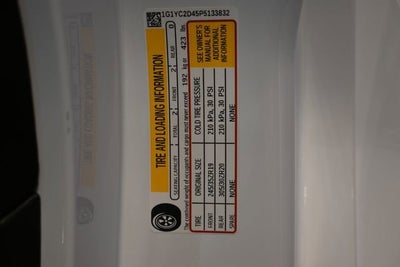 1G1YC2D45P5133832
TIRE AND LOADING INFORMATION
SEATING CAPACITY TOTAL 2 FRONT 2 REAR 0
The combined weight of occupants and cargo must never exceed 192 kg or 423 lbs
TIRE ORIGINAL SIZE COLD TIRE PRESSURE
FRONT 245/35ZR19 210 kPa, 30 PSI
REAR 305/30ZR20 210 kPa, 30 PSI
SPARE NONE NONE
SEE OWNER'S
MANUAL FOR
ADDITIONAL
INFORMATION